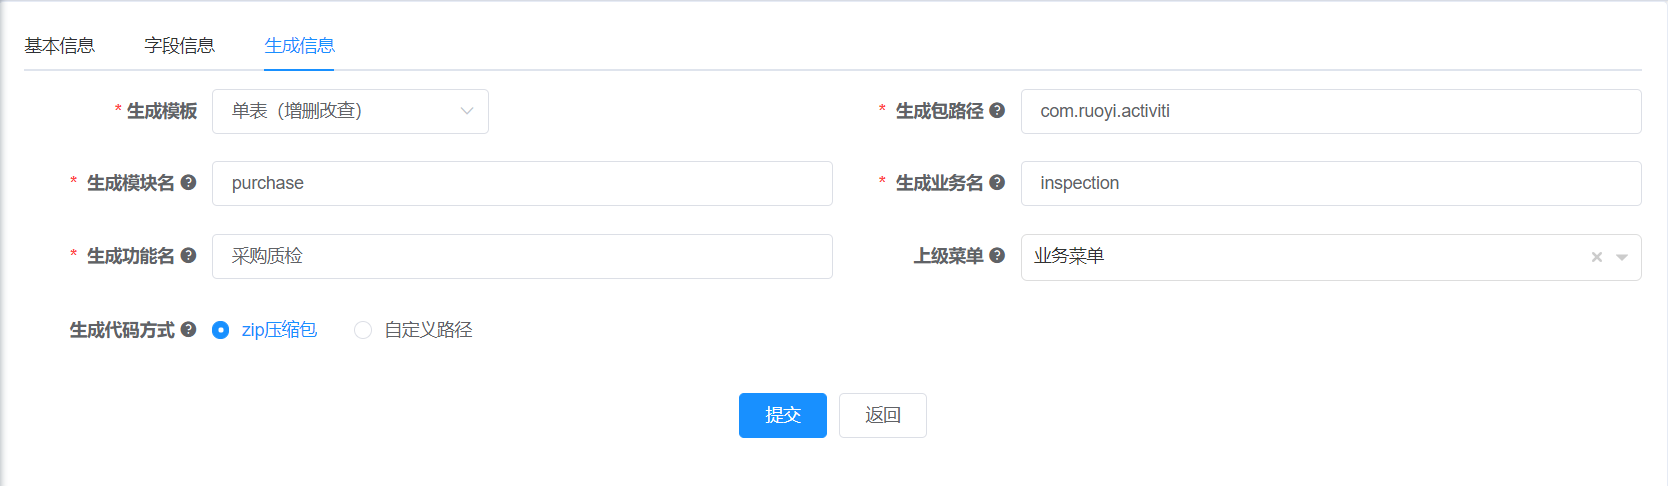 基本信息 字段信息 生成信息
* 生成模板 单表（增删改查） * 生成包路径 com.ruoyi.activiti
* 生成模块名 purchase * 生成业务名 inspection
* 生成功能名 采购质检 上级菜单 业务菜单
生成代码方式 zip压缩包 自定义路径
提交 返回